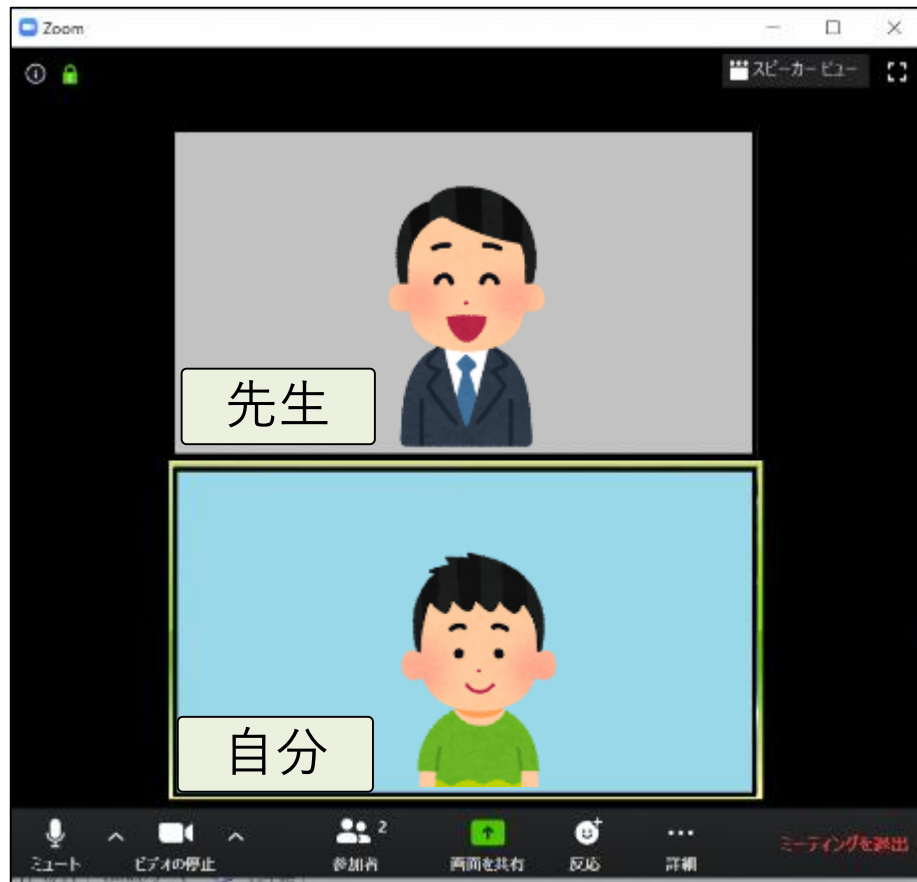 Zoom
スピーカー ビュー
先生
自分
ミュート
ビデオの停止
参加者
2
画面を共有
反応
詳細
ミーティングを退出